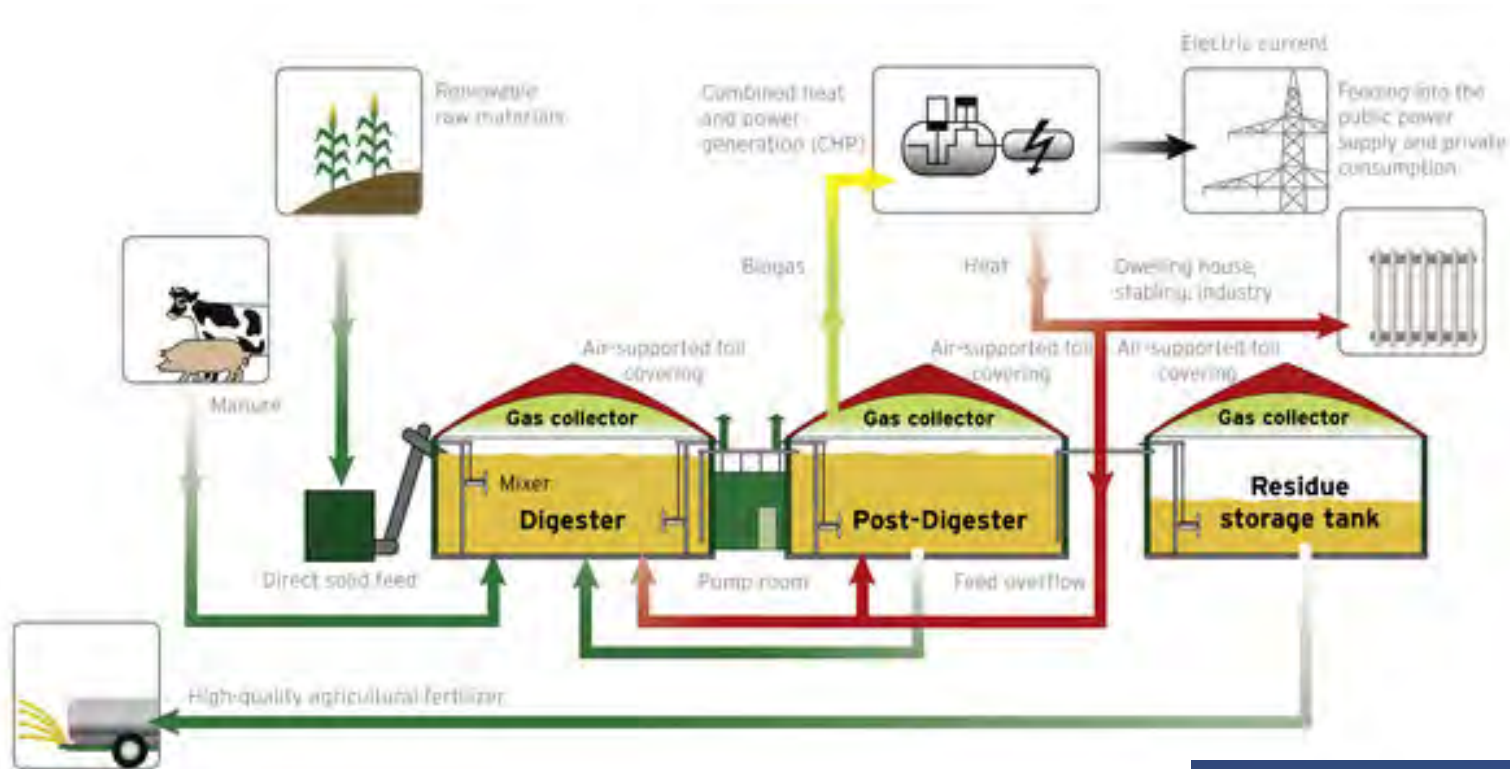 Electric current
Renewable
raw materials
Combined heat
and power
generation (CHP)
Feeding into the
public power
supply and private
consumption
Biogas
Heat
Dwelling house,
stabling, industry
Manure
Air-supported foil
covering
Air-supported foil
covering
Air-supported foil
covering
Gas collector
Gas collector
Gas collector
Mixer
Digester
Post-Digester
Residue
storage tank
Direct solid feed
Pump room
Feed overflow
High-quality agricultural fertilizer